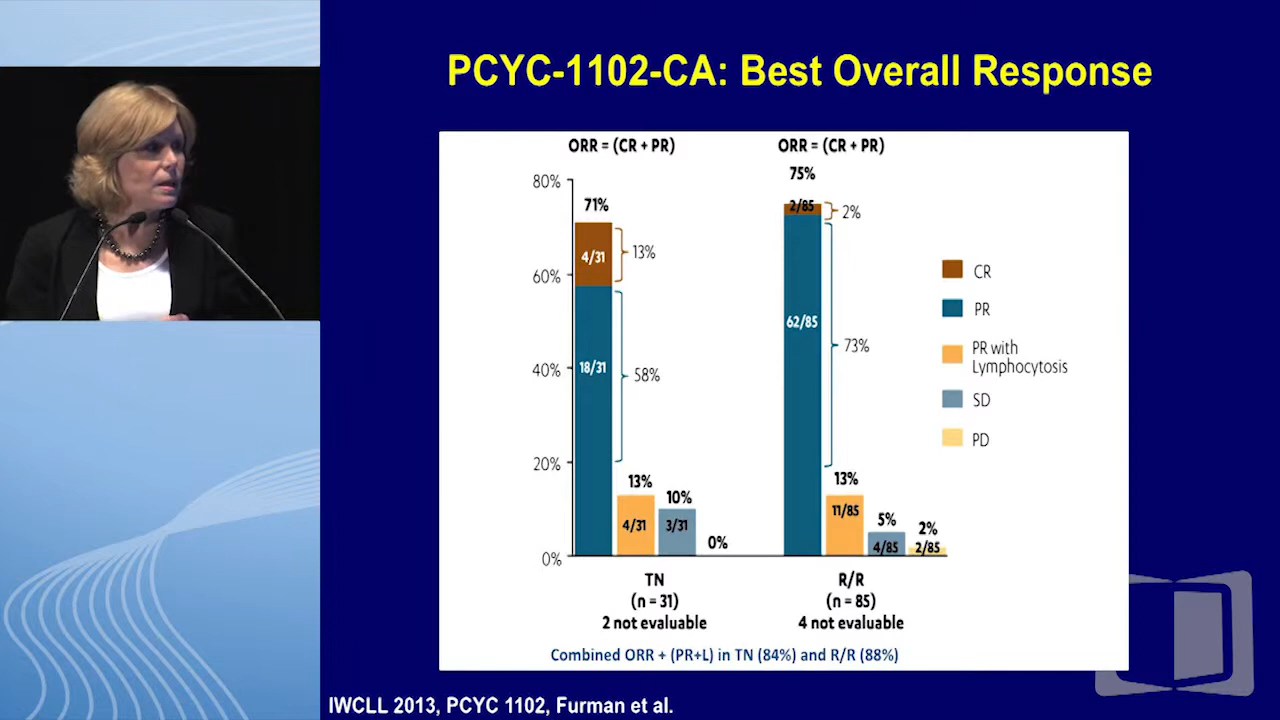 PCYC-1102-CA: Best Overall Response
ORR = (CR + PR)
ORR = (CR + PR)
80%
60%
40%
20%
0%
71%
4/31
13%
18/31
58%
13%
4/31
10%
3/31
0%
75%
2/85
2%
62/85
73%
13%
11/85
5%
4/85
2%
2/85
CR
PR
PR with
Lymphocytosis
SD
PD
TN
(n = 31)
2 not evaluable
R/R
(n = 85)
4 not evaluable
Combined ORR + (PR+L) in TN (84%) and R/R (88%)
IWCLL 2013, PCYC 1102, Furman et al.